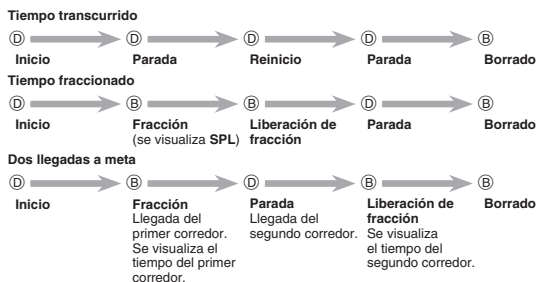 Tiempo transcurrido
Ⓓ Ⓓ Ⓓ Ⓓ Ⓑ
Inicio Parada Reinicio Parada Borrado
Tiempo fraccionado
Ⓓ Ⓑ Ⓑ Ⓓ Ⓑ
Inicio Fracción Liberación de Parada Borrado
(se visualiza SPL) fracción
Dos llegadas a meta
Ⓓ Ⓑ Ⓓ Ⓑ Ⓑ
Inicio Fracción Parada Liberación de Borrado
Llegada del Llegada del fracción
primer corredor. segundo corredor. Se visualiza
Se visualiza el el tiempo del
tiempo del primer segundo corredor.
corredor.